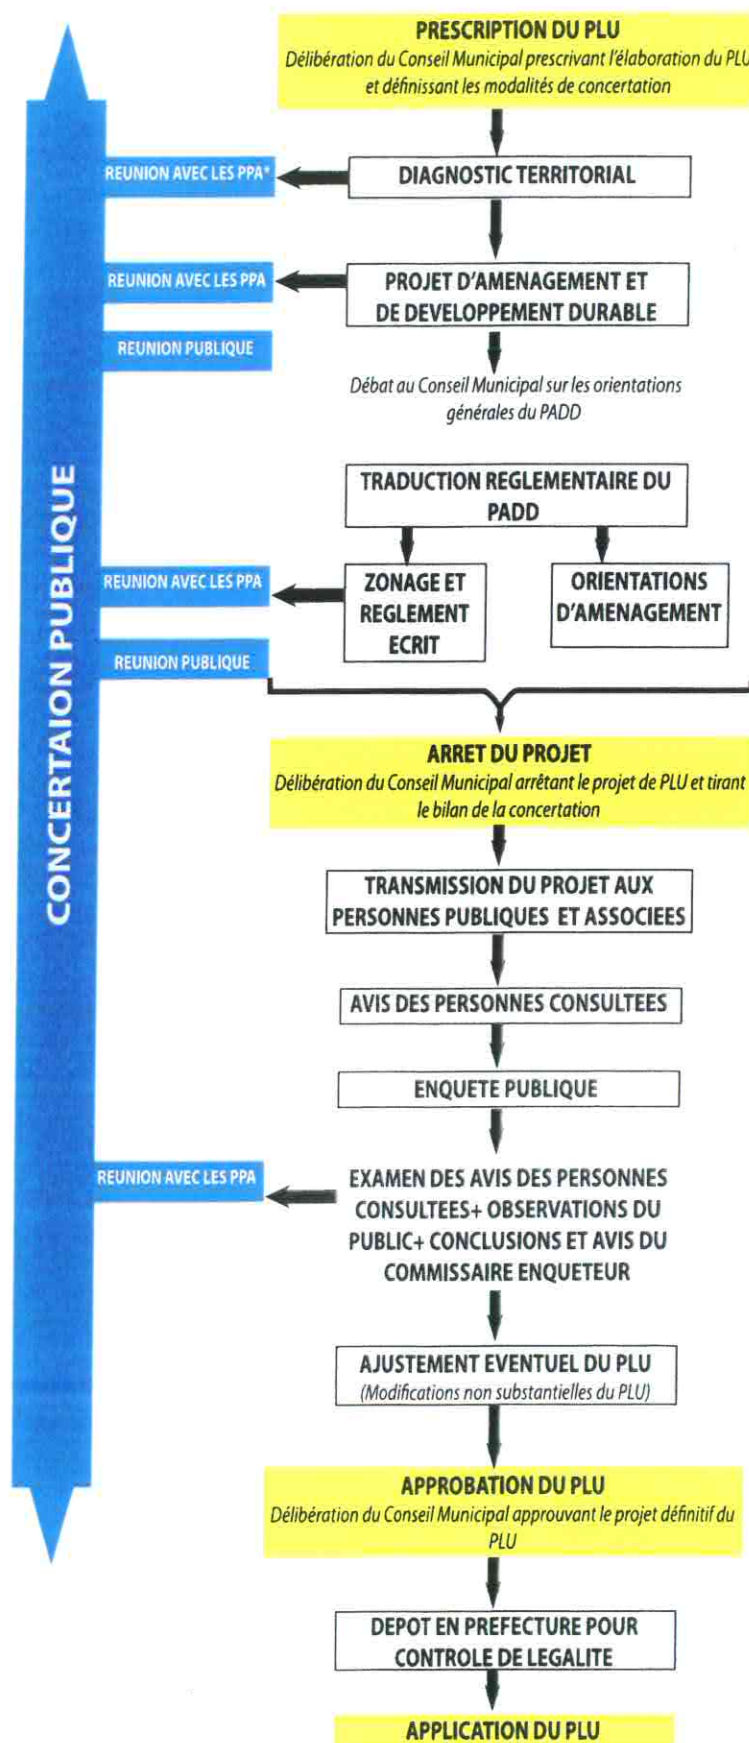 PRESCRIPTION DU PLU
Délibération du Conseil Municipal prescrivant l'élaboration du PLU
et définissant les modalités de concertation
REUNION AVEC LES PPA*
DIAGNOSTIC TERRITORIAL
REUNION AVEC LES PPA
PROJET D'AMENAGEMENT ET
DE DEVELOPPEMENT DURABLE
REUNION PUBLIQUE
Débat au Conseil Municipal sur les orientations
générales du PADD
CONCERTAION PUBLIQUE
TRADUCTION REGLEMENTAIRE DU
PADD
REUNION AVEC LES PPA
ZONAGE ET
REGLEMENT
ECRIT
ORIENTATIONS
D'AMENAGEMENT
REUNION PUBLIQUE
ARRET DU PROJET
Délibération du Conseil Municipal arrêtant le projet de PLU et tirant
le bilan de la concertation
TRANSMISSION DU PROJET AUX
PERSONNES PUBLIQUES ET ASSOCIEES
AVIS DES PERSONNES CONSULTEES
ENQUETE PUBLIQUE
REUNION AVEC LES PPA
EXAMEN DES AVIS DES PERSONNES
CONSULTEES+ OBSERVATIONS DU
PUBLIC+ CONCLUSIONS ET AVIS DU
COMMISSAIRE ENQUETEUR
AJUSTEMENT EVENTUEL DU PLU
(Modifications non substantielles du PLU)
APPROBATION DU PLU
Délibération du Conseil Municipal approuvant le projet définitif du
PLU
DEPOT EN PREFECTURE POUR
CONTROLE DE LEGALITE
APPLICATION DU PLU